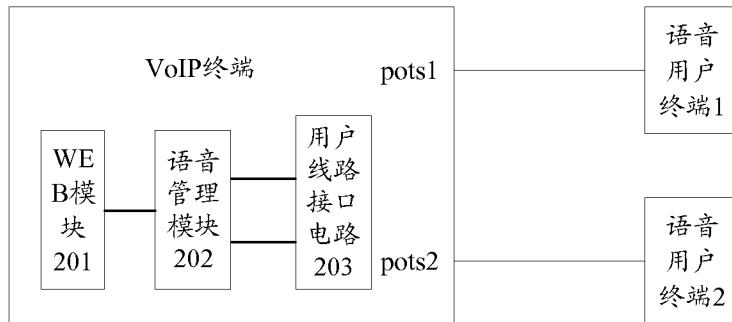 VoIP终端
pots1
语音
用户
终端1
WE
B模
块
201
语音
管理
模块
202
用户
线路
接口
电路
203
pots2
语音
用户
终端2